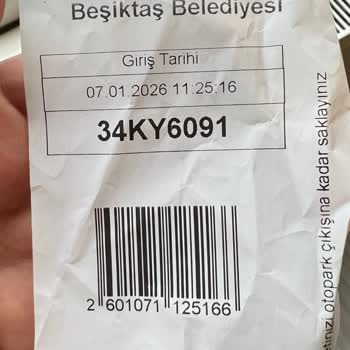 Beşiktaş Belediyesi
Giriş Tarihi
07.01.2026 11:25:16
34KY6091
2 601071 125166
otopark çıkışına kadar saklayınız